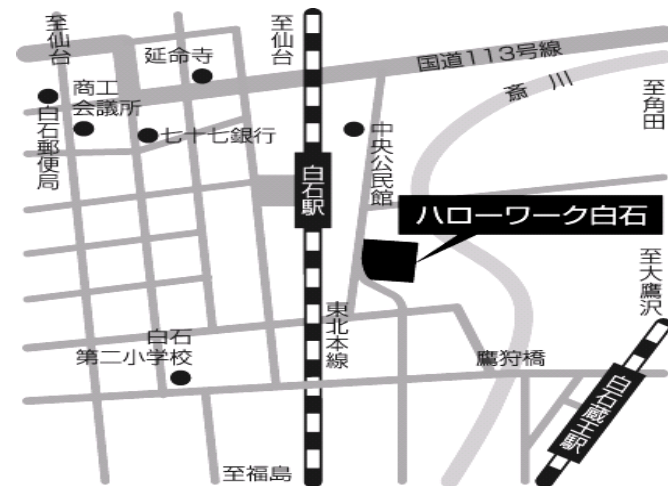 至仙台
至仙台
延命寺
国道113号線
斎川
至角田
商工
会議所
白石郵便局
七十七銀行
中央公民館
白石駅
ハローワーク白石
至大鷹沢
東北本線
白石
第二小学校
鷹狩橋
白石蔵王駅
至福島